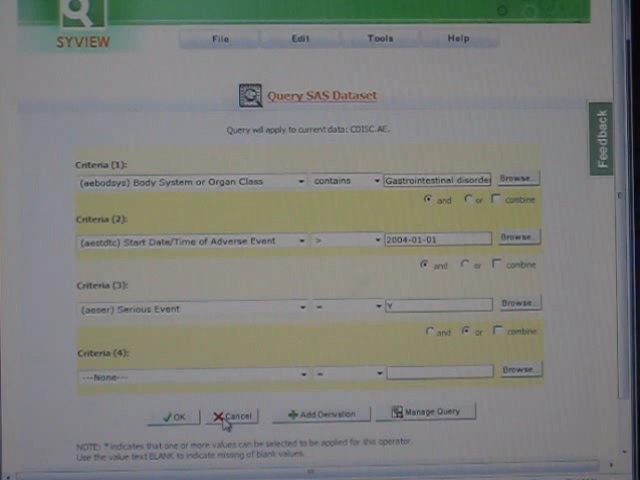 SYVIEW
File Edit Tools Help
Query SAS Dataset
Query will apply to current data: CDISC.AE.
Feedback
Criteria (1):
(aebodsys) Body System or Organ Class contains Gastrointestinal disorde Browse...
and or combine
Criteria (2):
(aestdtc) Start Date/Time of Adverse Event > 2004-01-01 Browse...
and or combine
Criteria (3):
(aeser) Serious Event = Y Browse...
and or combine
Criteria (4):
---None--- = Browse...
OK Cancel Add Derivation Manage Query
NOTE: * indicates that one or more values can be selected to be applied for this operator.
Use the value text BLANK to indicate missing of blank values.